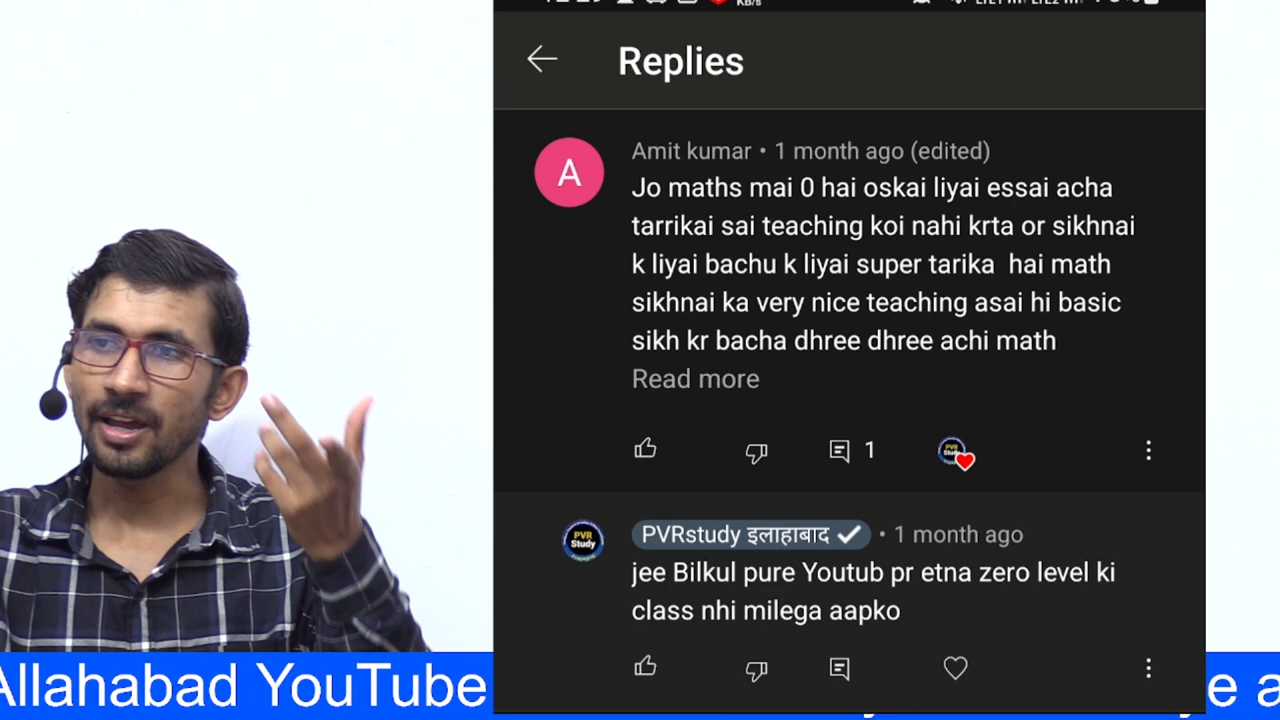 KB/s
Replies
A
Amit kumar • 1 month ago (edited)
Jo maths mai 0 hai oskai liyai essai acha
tarrikai sai teaching koi nahi krta or sikhnai
k liyai bachu k liyai super tarika hai math
sikhnai ka very nice teaching asai hi basic
sikh kr bacha dhree dhree achi math
Read more
1
PVR
Study
PVRstudy इलाहाबाद • 1 month ago
jee Bilkul pure Youtub pr etna zero level ki
class nhi milega aapko
Allahabad YouTube